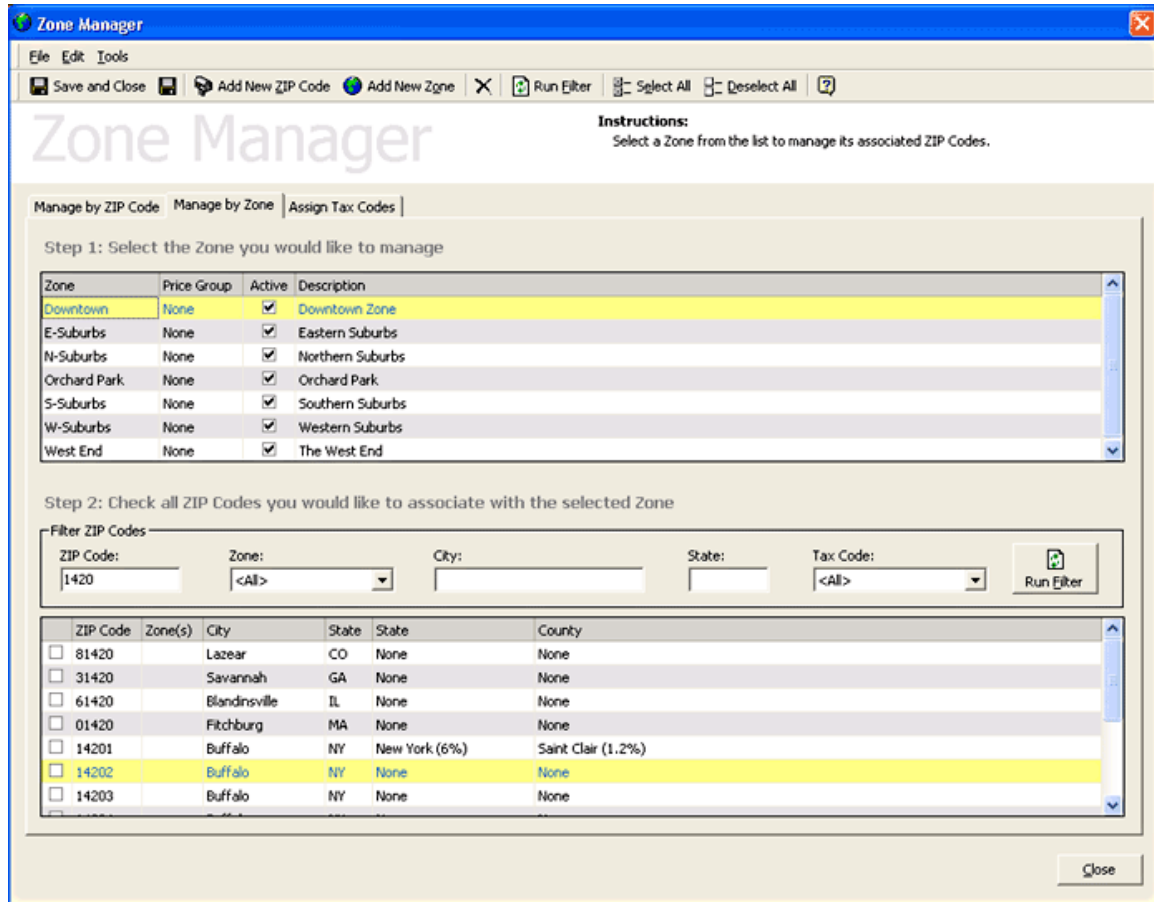 Zone Manager
File Edit Tools
Save and Close Add New ZIP Code Add New Zone Run Filter Select All Deselect All
Zone Manager
Instructions:
Select a Zone from the list to manage its associated ZIP Codes.
Manage by ZIP Code Manage by Zone Assign Tax Codes
Step 1: Select the Zone you would like to manage
Zone Price Group Active Description
Downtown None Downtown Zone
E-Suburbs None Eastern Suburbs
N-Suburbs None Northern Suburbs
Orchard Park None Orchard Park
S-Suburbs None Southern Suburbs
W-Suburbs None Western Suburbs
West End None The West End
Step 2: Check all ZIP Codes you would like to associate with the selected Zone
Filter ZIP Codes
ZIP Code: Zone: City: State: Tax Code:
1420 <All> <All> Run Filter
ZIP Code Zone(s) City State State County
81420 Lazear CO None None
31420 Savannah GA None None
61420 Blandinsville IL None None
01420 Fitchburg MA None None
14201 Buffalo NY New York (6%) Saint Clair (1.2%)
14202 Buffalo NY None None
14203 Buffalo NY None None
Close